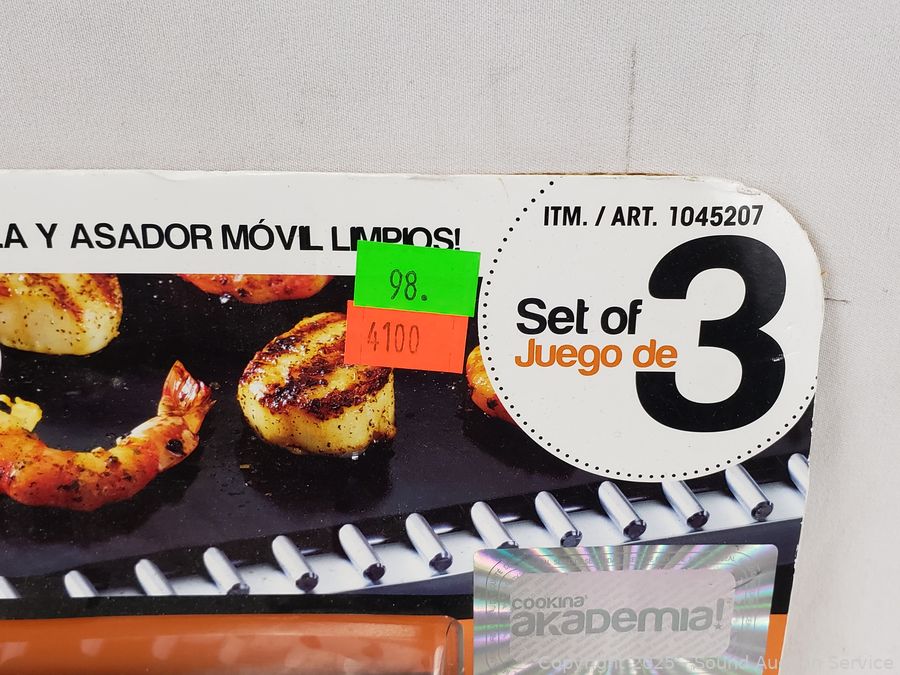 LA Y ASADOR MÓVIL LIMPIOS!
ITM. / ART. 1045207
98.
4100
Set of
Juego de
3
COOKINA
akademia!
Copyright 2025 - Sound Auction Service